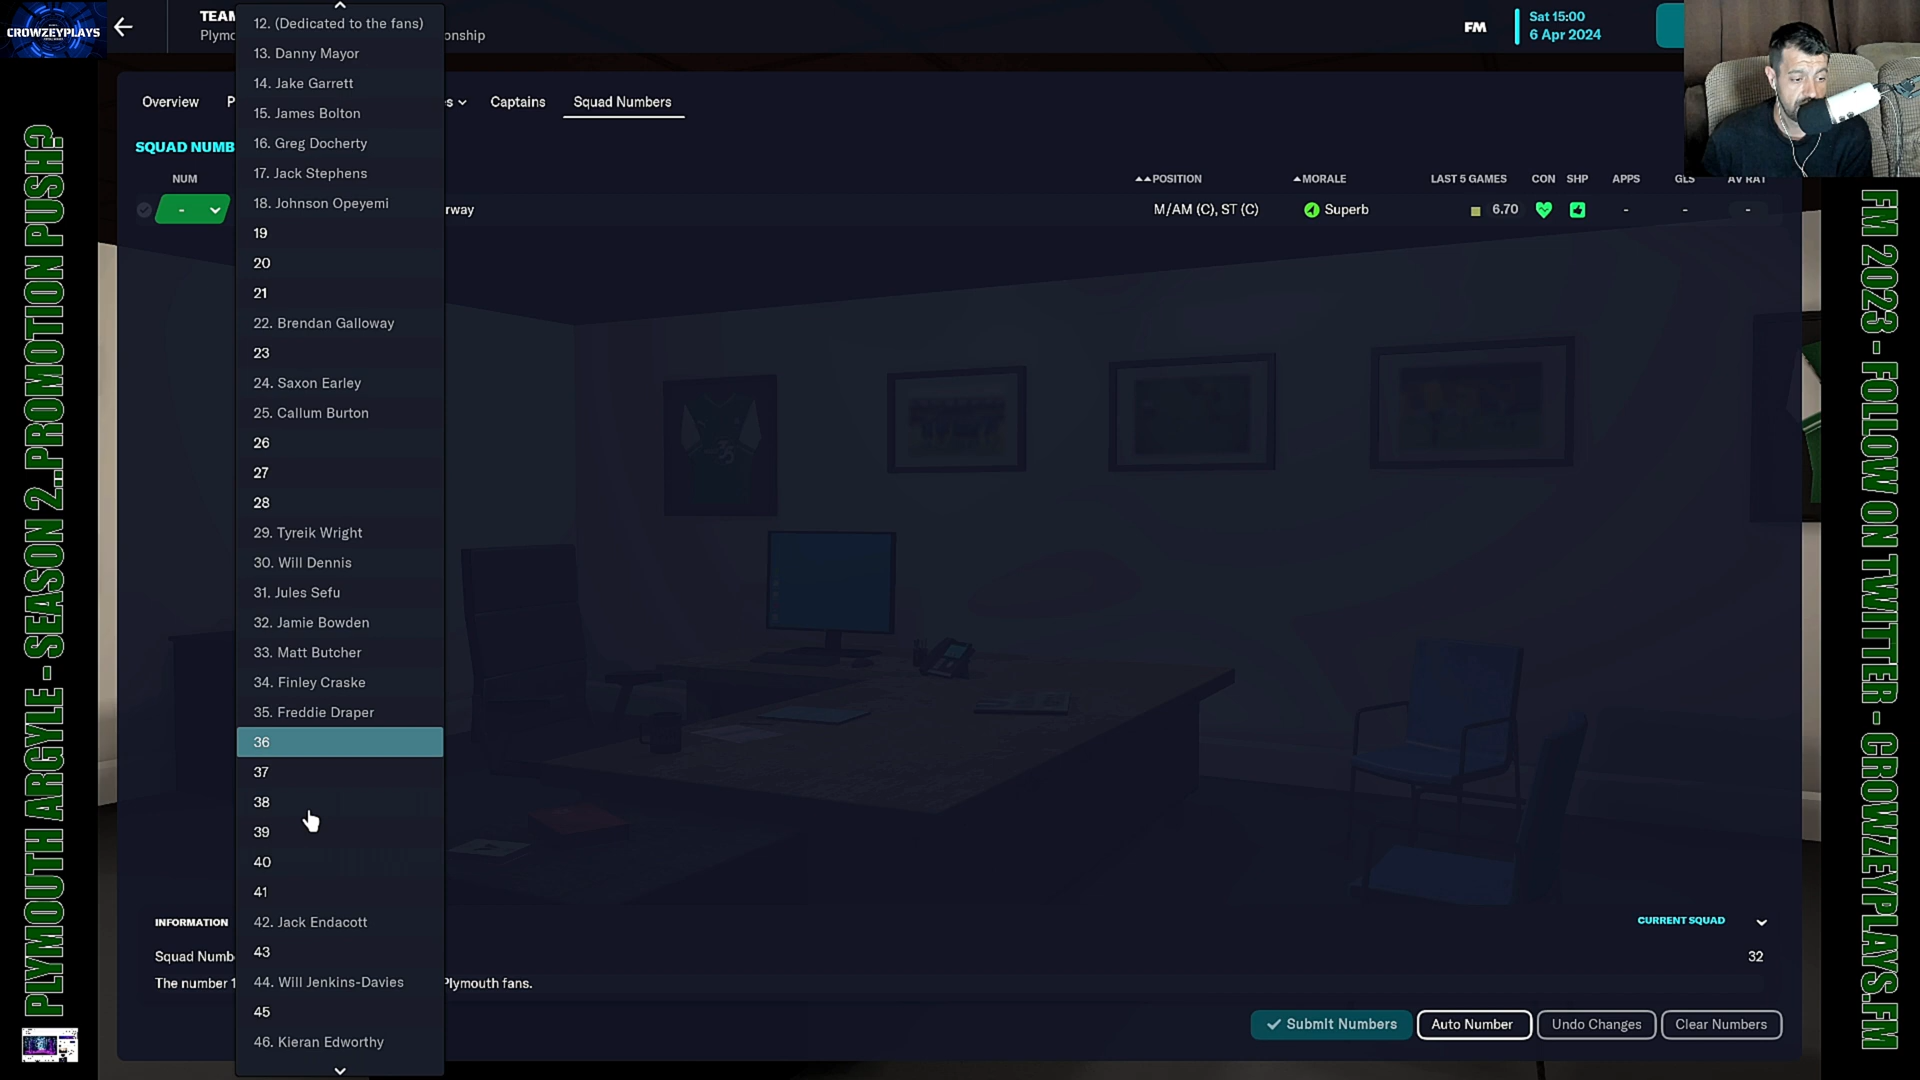 CROWZEYPLAYS
TEAM
Plymo
onship
FM
Sat 15:00
6 Apr 2024
Overview
P
s
Captains
Squad Numbers
SQUAD NUMB
NUM
POSITION
MORALE
LAST 5 GAMES
CON
SHP
APPS
GLS
AV RAT
-
rway
M/AM (C), ST (C)
Superb
6.70
-
-
-
12. (Dedicated to the fans)
13. Danny Mayor
14. Jake Garrett
15. James Bolton
16. Greg Docherty
17. Jack Stephens
18. Johnson Opeyemi
19
20
21
22. Brendan Galloway
23
24. Saxon Earley
25. Callum Burton
26
27
28
29. Tyreik Wright
30. Will Dennis
31. Jules Sefu
32. Jamie Bowden
33. Matt Butcher
34. Finley Craske
35. Freddie Draper
36
37
38
39
40
41
42. Jack Endacott
43
44. Will Jenkins-Davies
45
46. Kieran Edworthy
INFORMATION
Squad Numb
The number 1
Plymouth fans.
CURRENT SQUAD
32
Submit Numbers
Auto Number
Undo Changes
Clear Numbers
PLYMOUTH ARGYLE - SEASON 2...PROMOTION PUSH?
FM 2023 - FOLLOW ON TWITTER - CROWZEYPLAYS.FM
35